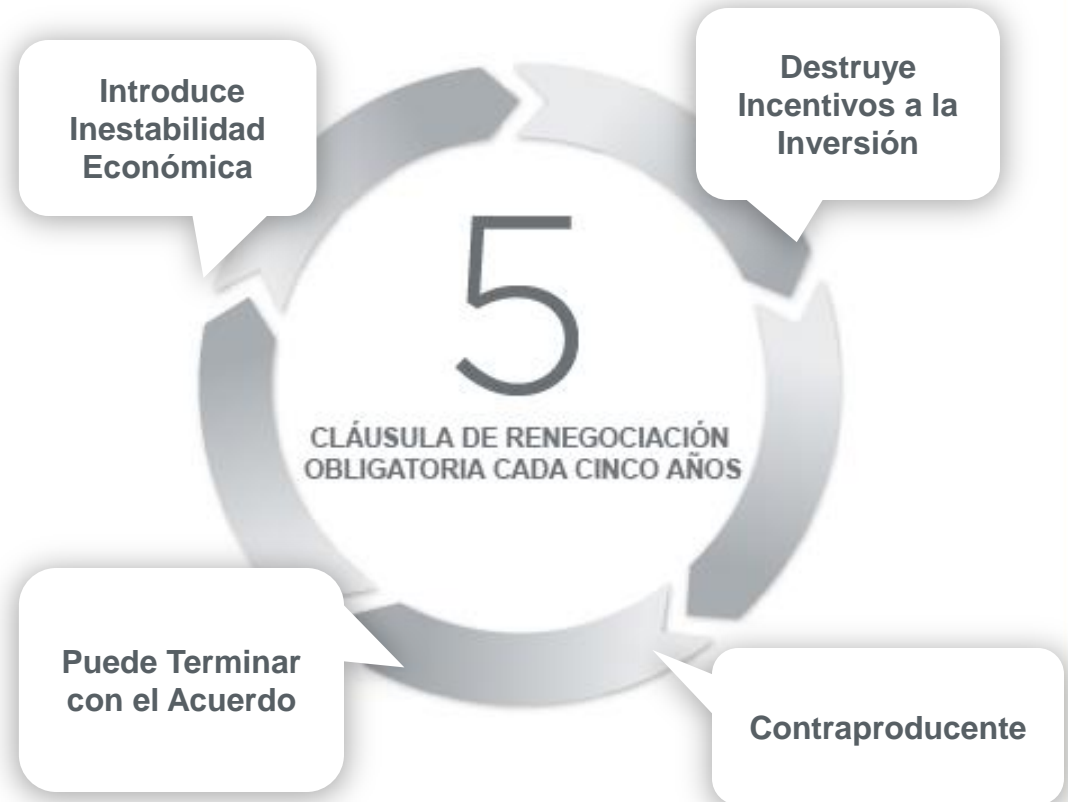 Introduce
Inestabilidad
Económica
Destruye
Incentivos a la
Inversión
5
CLÁUSULA DE RENEGOCIACIÓN
OBLIGATORIA CADA CINCO AÑOS
Puede Terminar
con el Acuerdo
Contraproducente